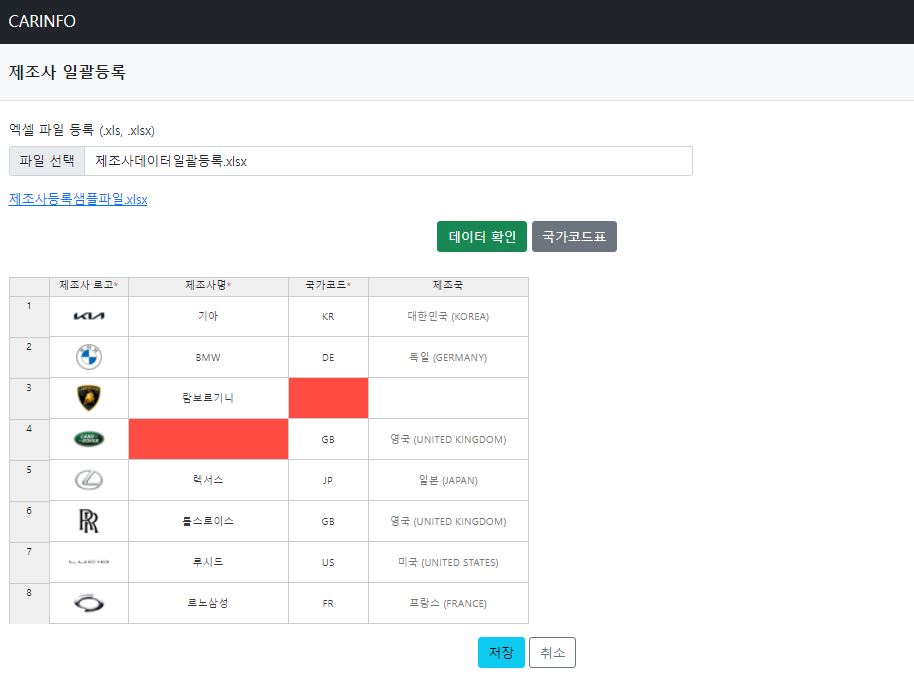 CARINFO
제조사 일괄등록
엑셀 파일 등록 (.xls, .xlsx)
파일 선택 제조사데이터일괄등록.xlsx
제조사등록샘플파일.xlsx
데이터 확인 국가코드표
제조사 로고* 제조사명* 국가코드* 제조국
1 KIA 기아 KR 대한민국 (KOREA)
2 BMW DE 독일 (GERMANY)
3 람보르기니
4 LAND ROVER GB 영국 (UNITED KINGDOM)
5 렉서스 JP 일본 (JAPAN)
6 RR 롤스로이스 GB 영국 (UNITED KINGDOM)
7 LUCID 루시드 US 미국 (UNITED STATES)
8 르노삼성 FR 프랑스 (FRANCE)
저장 취소